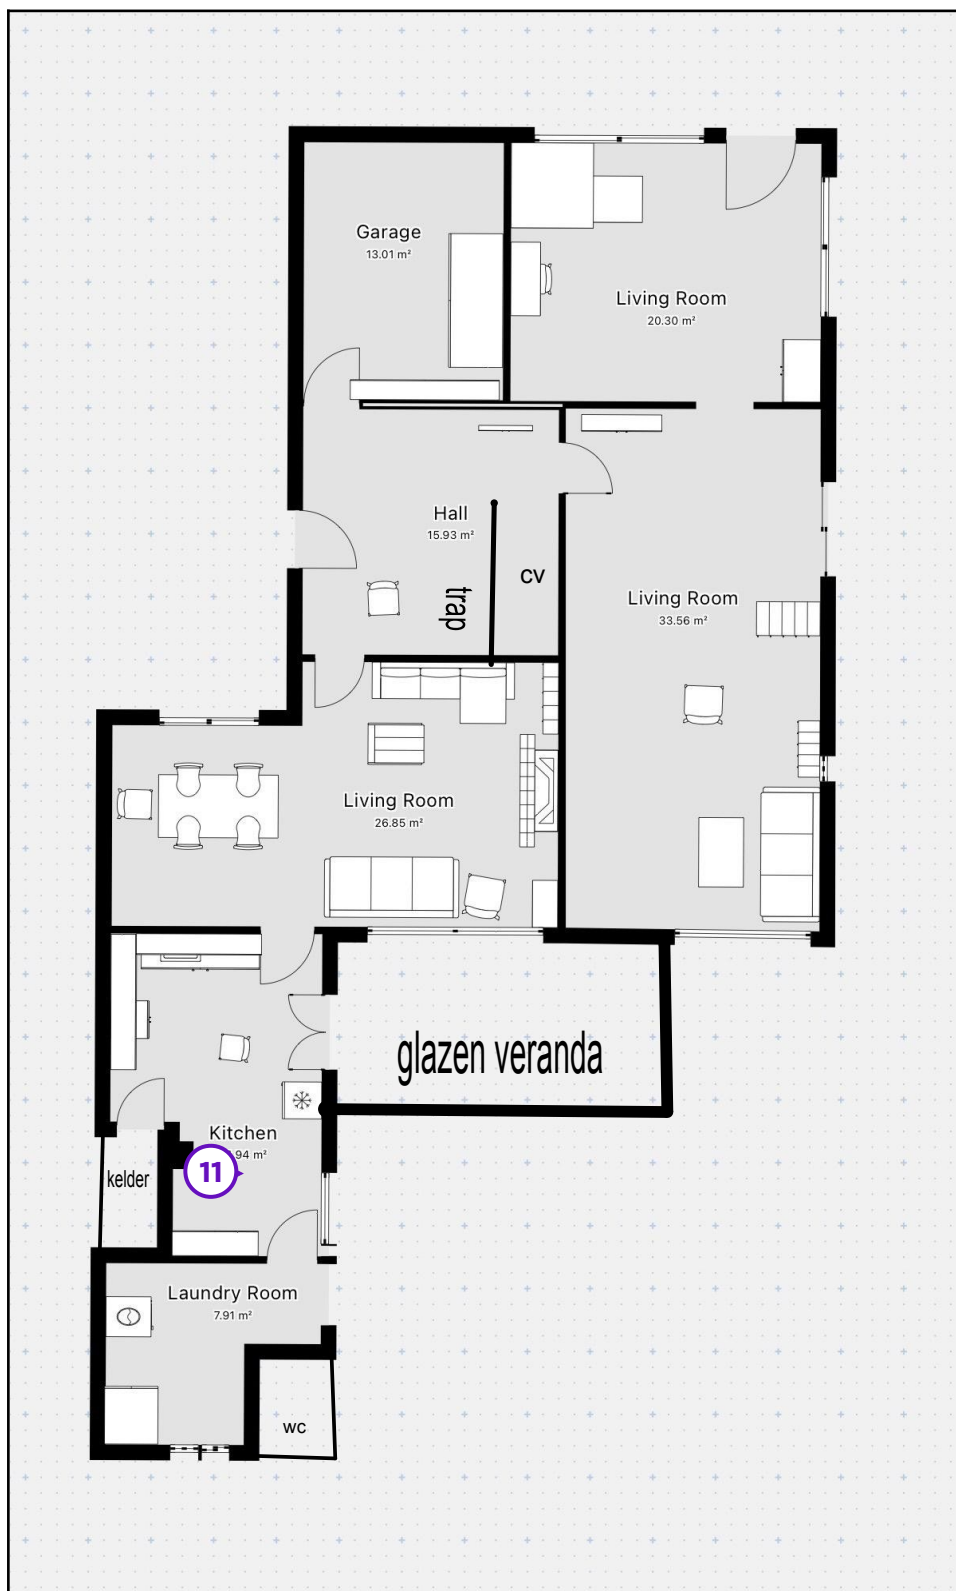 Garage
13.01 m²
Living Room
20.30 m²
Hall
15.93 m²
cv
trap
Living Room
33.56 m²
Living Room
26.85 m²
glazen veranda
Kitchen
94 m²
11
kelder
Laundry Room
7.91 m²
wc